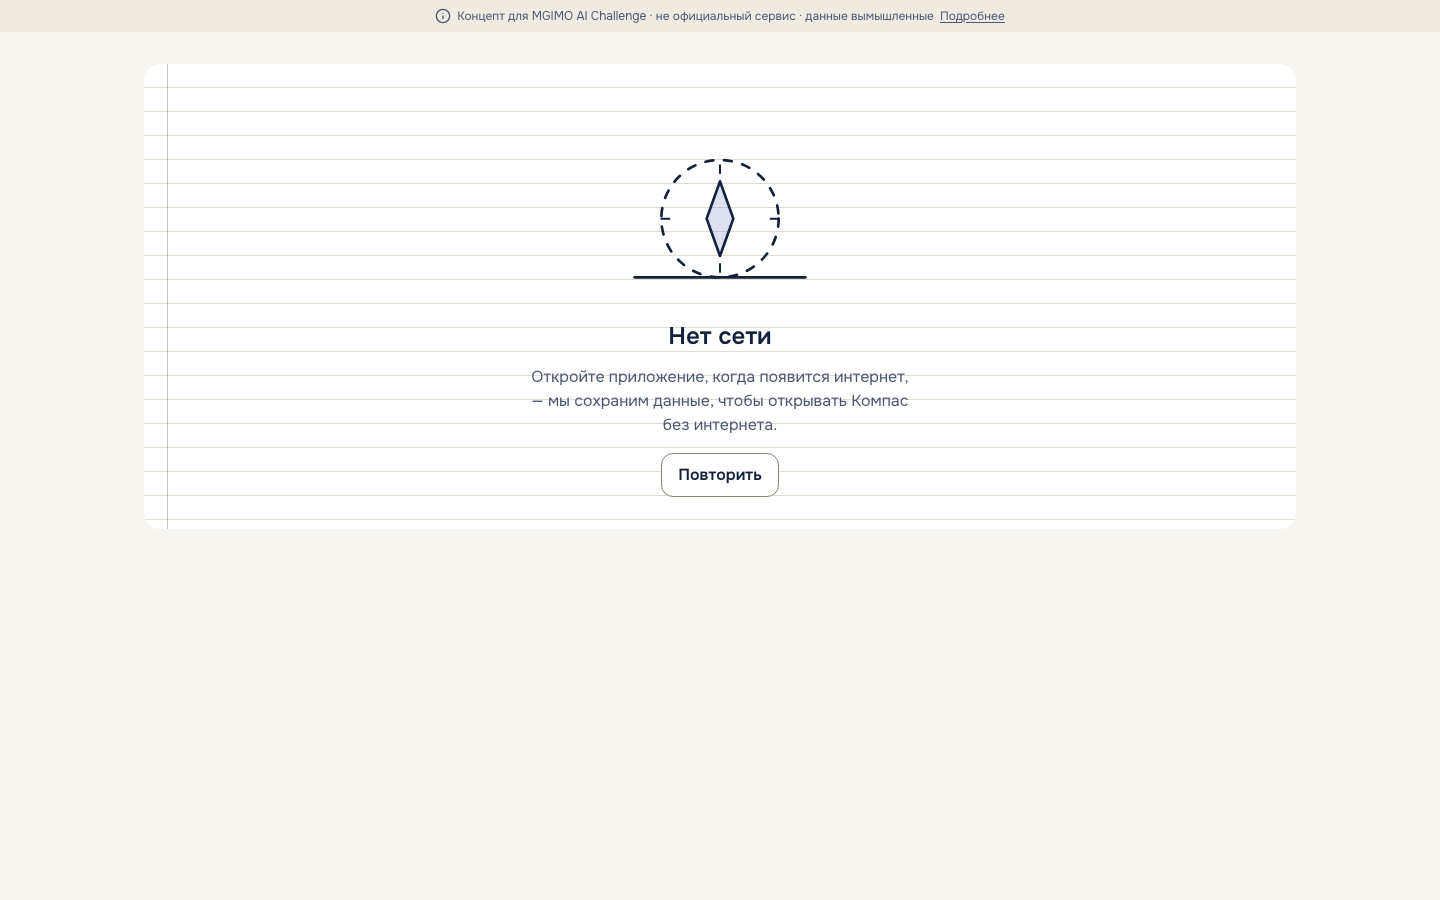 Концепт для MGIMO AI Challenge · не официальный сервис · данные вымышленные Подробнее
Нет сети
Откройте приложение, когда появится интернет,
— мы сохраним данные, чтобы открывать Компас
без интернета.
Повторить